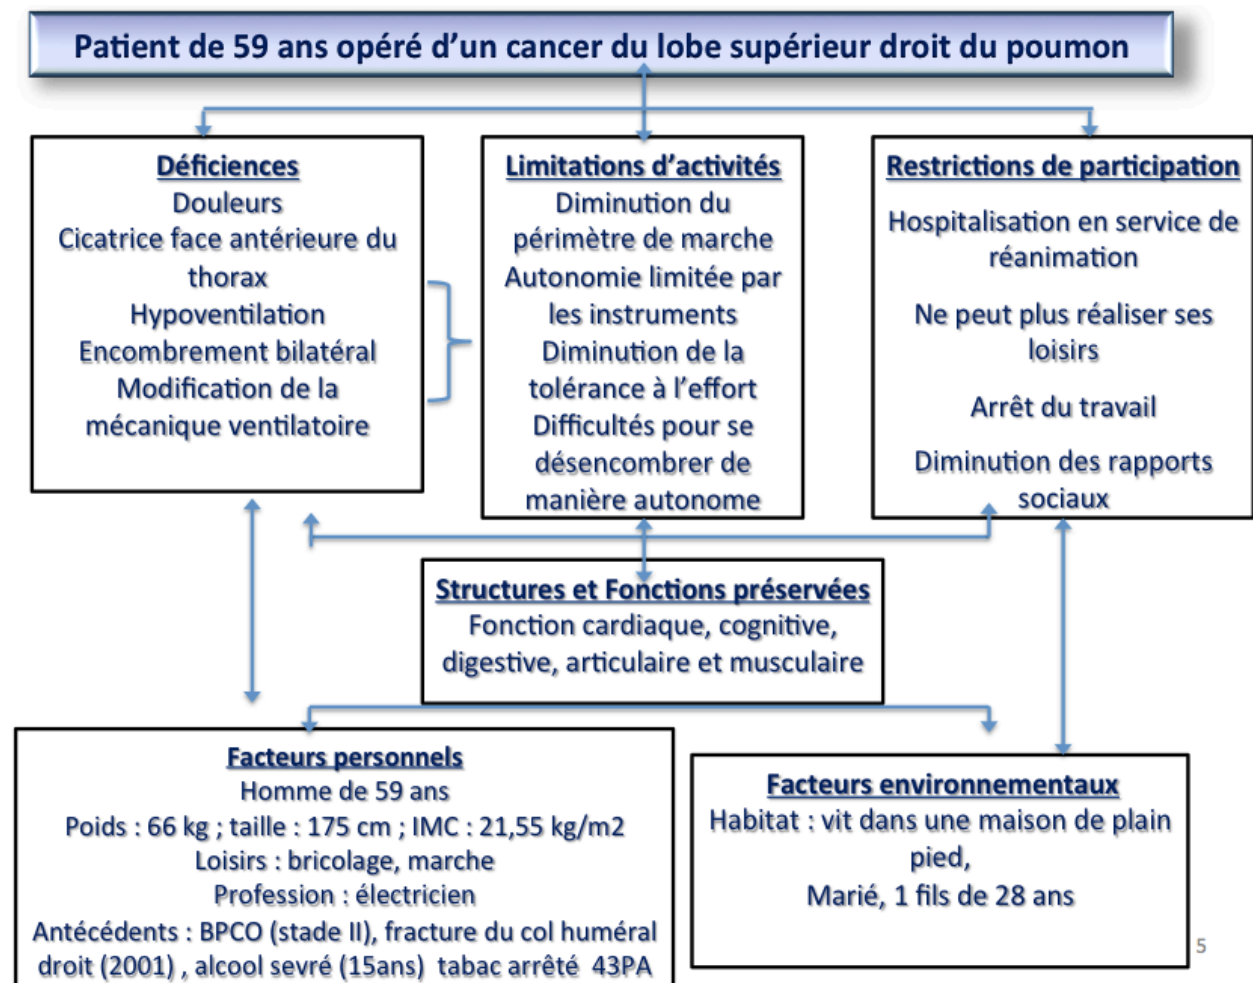 Patient de 59 ans opéré d’un cancer du lobe supérieur droit du poumon
Déficiences
Douleurs
Cicatrice face antérieure du
thorax
Hypoventilation
Encombrement bilatéral
Modification de la
mécanique ventilatoire
Limitations d’activités
Diminution du
périmètre de marche
Autonomie limitée par
les instruments
Diminution de la
tolérance à l’effort
Difficultés pour se
désencombrer de
manière autonome
Restrictions de participation
Hospitalisation en service de
réanimation
Ne peut plus réaliser ses
loisirs
Arrêt du travail
Diminution des rapports
sociaux
Structures et Fonctions préservées
Fonction cardiaque, cognitive,
digestive, articulaire et musculaire
Facteurs personnels
Homme de 59 ans
Poids : 66 kg ; taille : 175 cm ; IMC : 21,55 kg/m2
Loisirs : bricolage, marche
Profession : électricien
Antécédents : BPCO (stade II), fracture du col huméral
droit (2001) , alcool sevré (15ans) tabac arrêté 43PA
Facteurs environnementaux
Habitat : vit dans une maison de plain
pied,
Marié, 1 fils de 28 ans
5